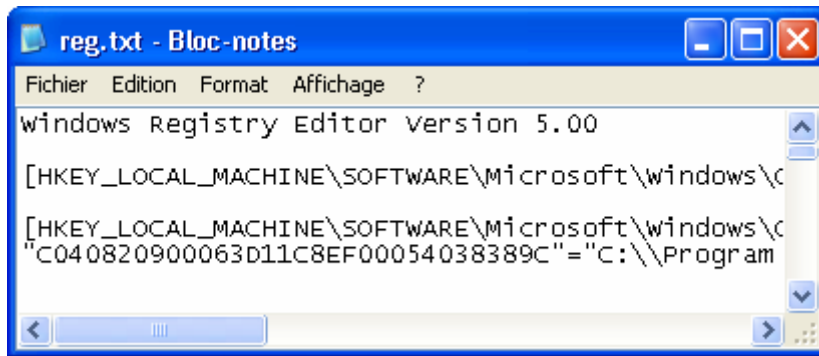 reg.txt - Bloc-notes
Fichier Edition Format Affichage ?
Windows Registry Editor Version 5.00
[HKEY_LOCAL_MACHINE\SOFTWARE\Microsoft\Windows\C
[HKEY_LOCAL_MACHINE\SOFTWARE\Microsoft\Windows\C
"C040820900063D11C8EF00054038389C"="C:\\Program